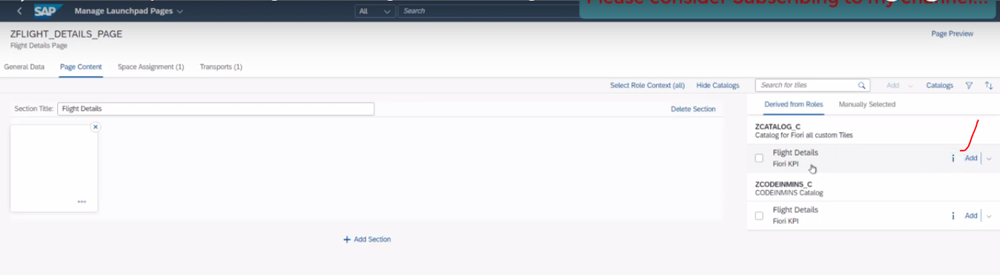 SAP Manage Launchpad Pages All Search
Please consider Subscribing to my channel...
ZFLIGHT_DETAILS_PAGE Page Preview
Flight Details Page
General Data Page Content Space Assignment (1) Transports (1)
Select Role Context (all) Hide Catalogs Search for tiles Add Catalogs
Section Title: Flight Details Delete Section
Derived from Roles Manually Selected
ZCATALOG_C
Catalog for Fiori all custom Tiles
Flight Details
Fiori KPI
i Add
ZCODEINMINS_C
CODEINMINS Catalog
Flight Details
Fiori KPI
i Add
+ Add Section